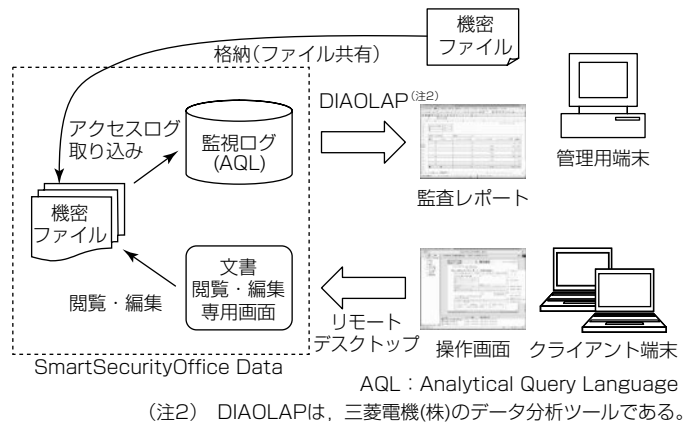 機密
ファイル
格納(ファイル共有)
DIAOLAP(注2)
アクセスログ
取り込み
監視ログ
(AQL)
管理用端末
監査レポート
機密
ファイル
文書
閲覧・編集
専用画面
閲覧・編集
リモート
デスクトップ
操作画面
クライアント端末
SmartSecurityOffice Data
AQL:Analytical Query Language
(注2) DIAOLAPは,三菱電機(株)のデータ分析ツールである。